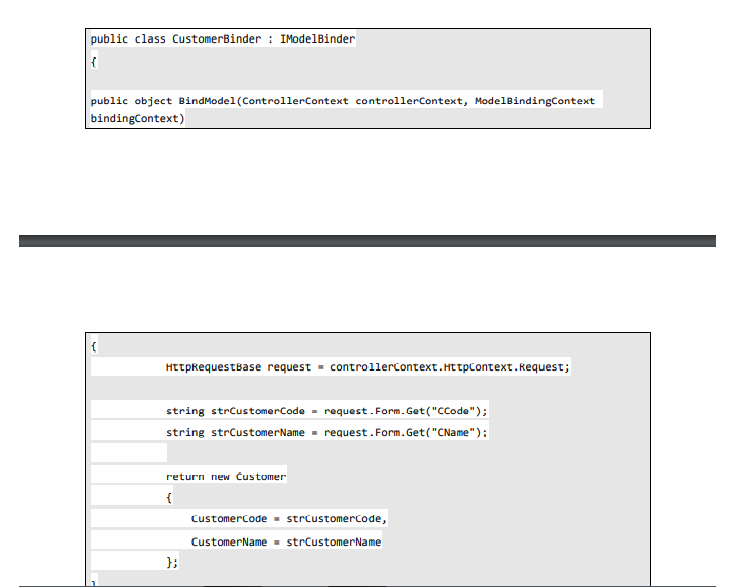 public class CustomerBinder : IModelBinder
{
public object BindModel(ControllerContext controllerContext, ModelBindingContext
bindingContext)
{
HttpRequestBase request = controllerContext.HttpContext.Request;
string strCustomerCode = request.Form.Get("CCode");
string strCustomerName = request.Form.Get("CName");
return new Customer
{
CustomerCode = strCustomerCode,
CustomerName = strCustomerName
};
}